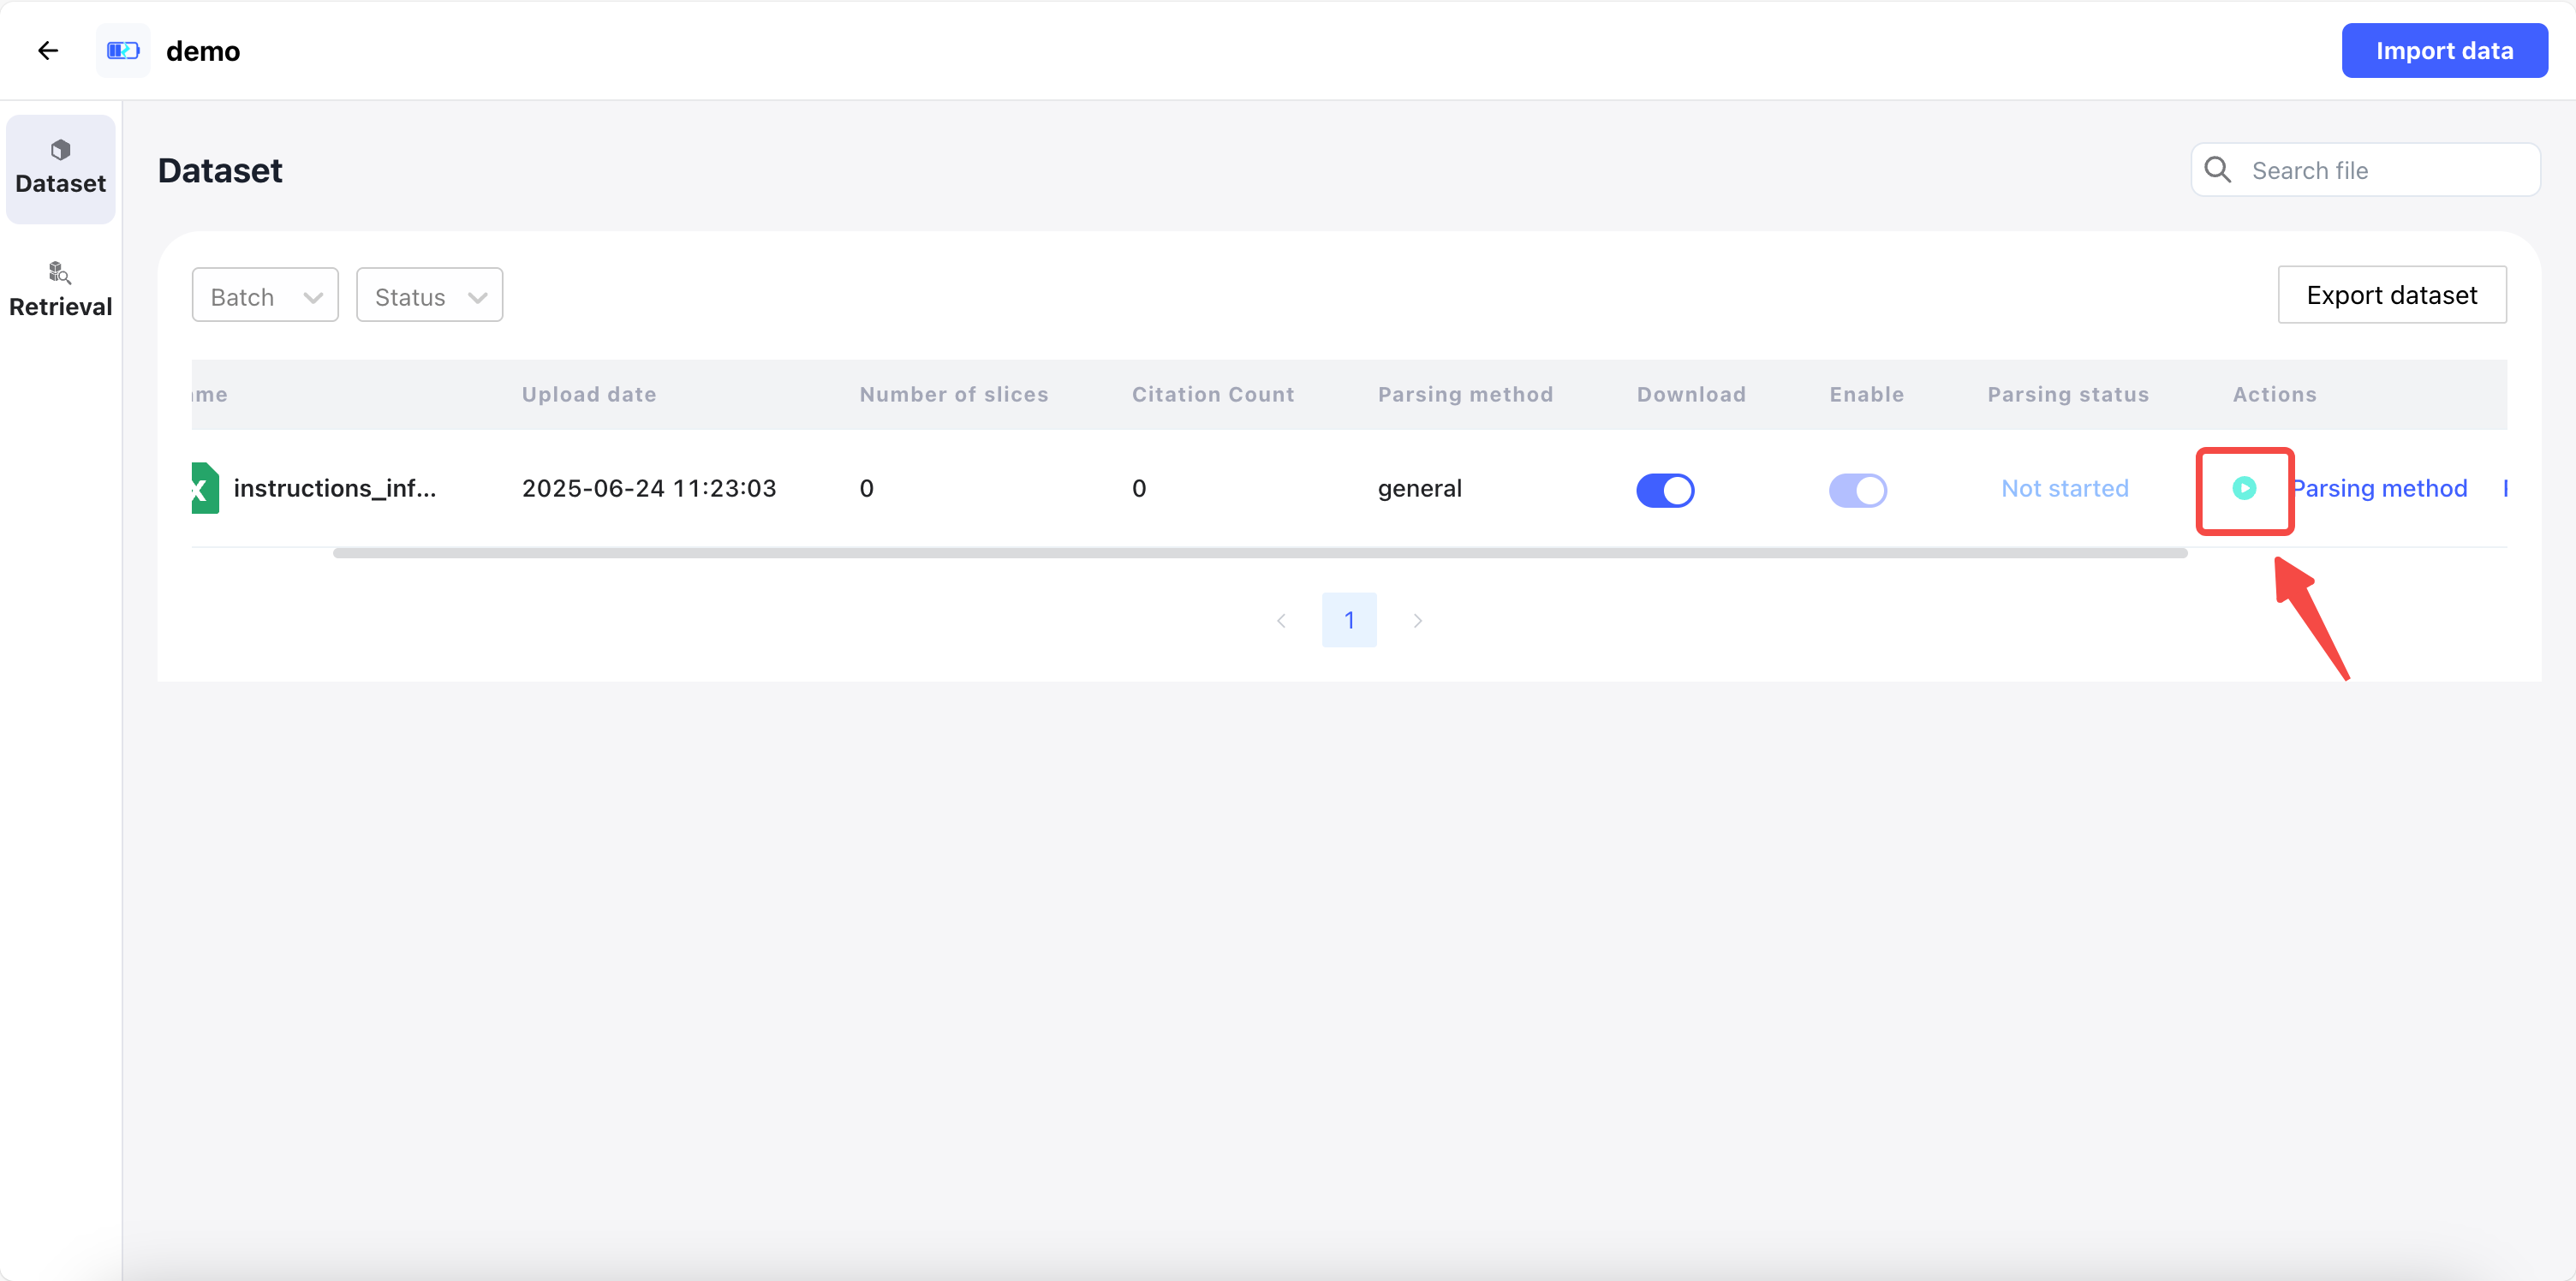 demo
Import data
Dataset
Retrieval
Dataset
Search file
Batch
Status
Export dataset
me Upload date Number of slices Citation Count Parsing method Download Enable Parsing status Actions
X instructions_inf... 2025-06-24 11:23:03 0 0 general Not started Parsing method
1